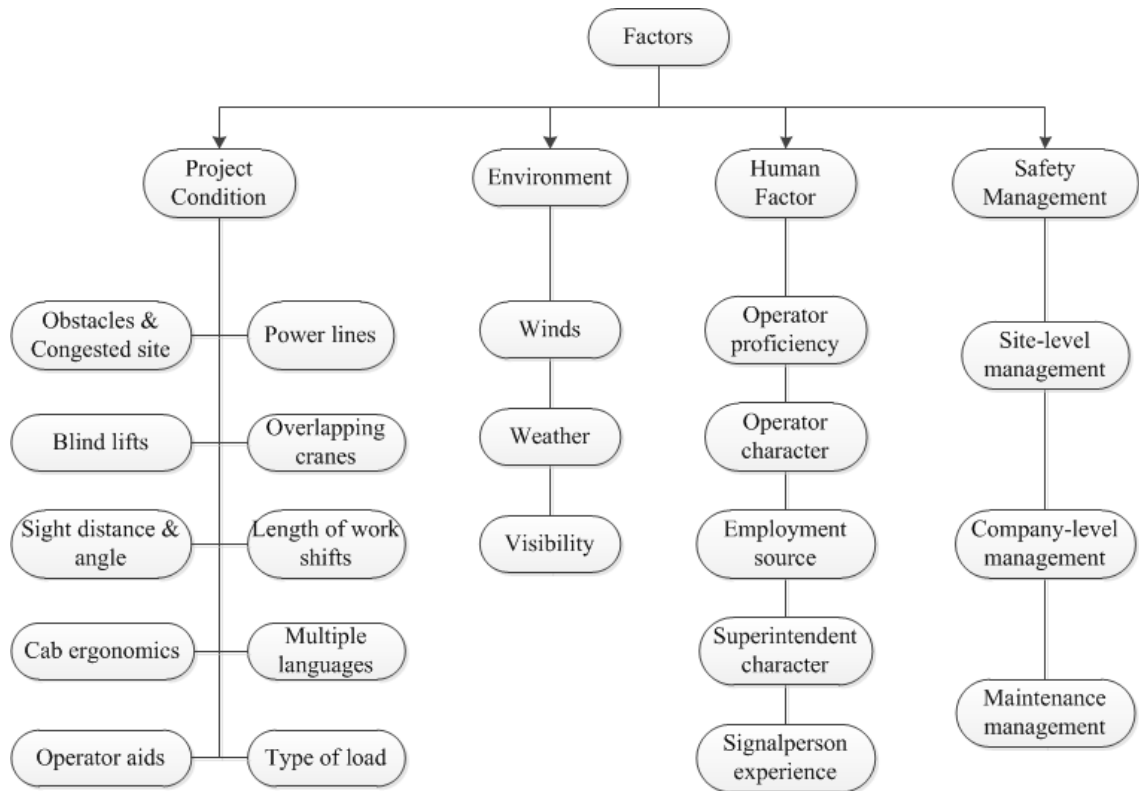 Factors
Project
Condition
Environment
Human
Factor
Safety
Management
Obstacles &
Congested site
Power lines
Blind lifts
Overlapping
cranes
Sight distance &
angle
Length of work
shifts
Cab ergonomics
Multiple
languages
Operator aids
Type of load
Winds
Weather
Visibility
Operator
proficiency
Operator
character
Employment
source
Superintendent
character
Signalperson
experience
Site-level
management
Company-level
management
Maintenance
management